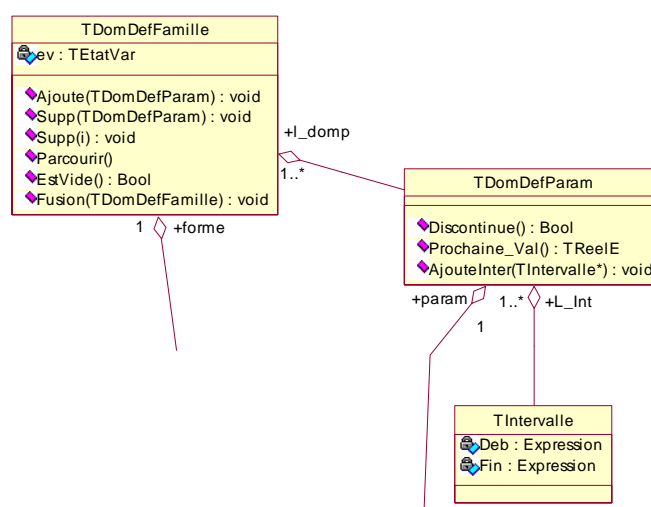 TDomDefFamille
ev : TEtatVar
Ajoute(TDomDefParam) : void
Supp(TDomDefParam) : void
Supp(i) : void
Parcourir()
EstVide() : Bool
Fusion(TDomDefFamille) : void
+l_domp
1..*
1
+forme
TDomDefParam
Discontinue() : Bool
Prochaine_Val() : TReelE
AjouteInter(TIntervalle*) : void
+param
1
1..*
+L_Int
TIntervalle
Deb : Expression
Fin : Expression